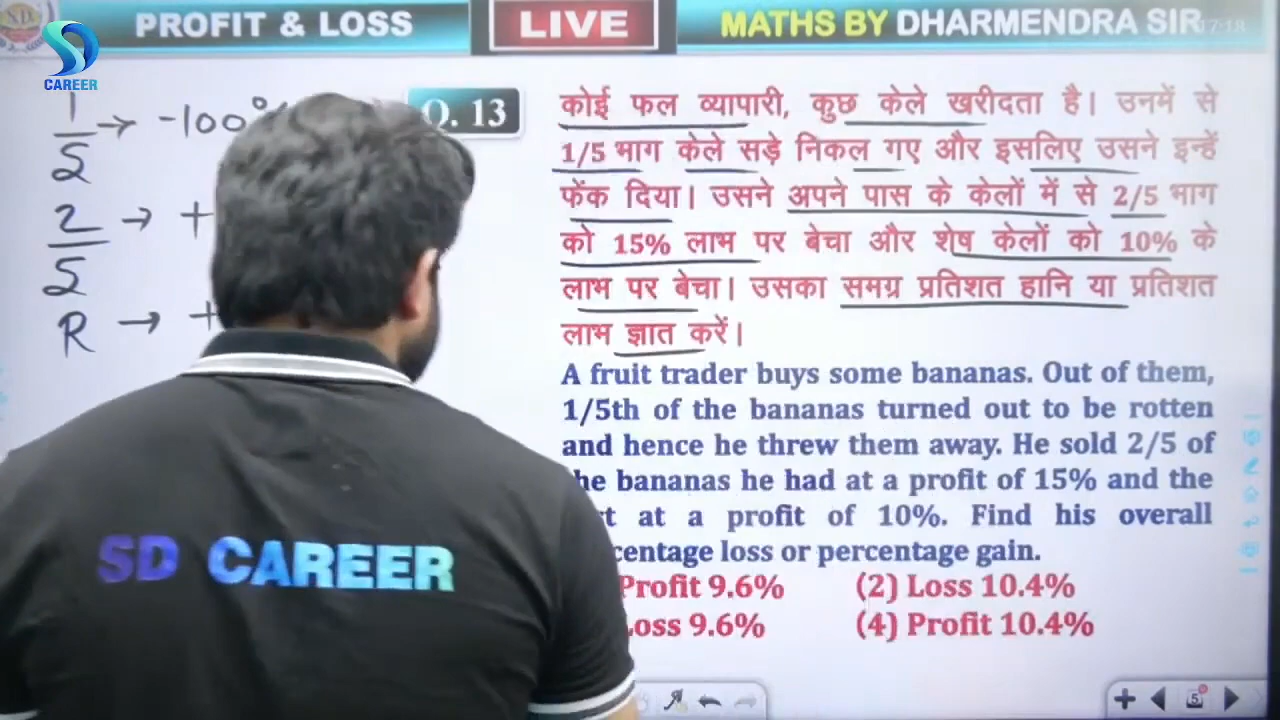 PROFIT & LOSS
LIVE
MATHS BY DHARMENDRA SIR
17:18
CAREER
Q. 13
कोई फल व्यापारी, कुछ केले खरीदता है। उनमें से
1/5 भाग केले सड़े निकल गए और इसलिए उसने इन्हें
फेंक दिया। उसने अपने पास के केलों में से 2/5 भाग
को 15% लाभ पर बेचा और शेष केलों को 10% के
लाभ पर बेचा। उसका समग्र प्रतिशत हानि या प्रतिशत
लाभ ज्ञात करें।
A fruit trader buys some bananas. Out of them,
1/5th of the bananas turned out to be rotten
and hence he threw them away. He sold 2/5 of
he bananas he had at a profit of 15% and the
at a profit of 10%. Find his overall
centage loss or percentage gain.
Profit 9.6% (2) Loss 10.4%
Loss 9.6% (4) Profit 10.4%
1/5 → -100%
2/5 → +
R → +
SD CAREER
5